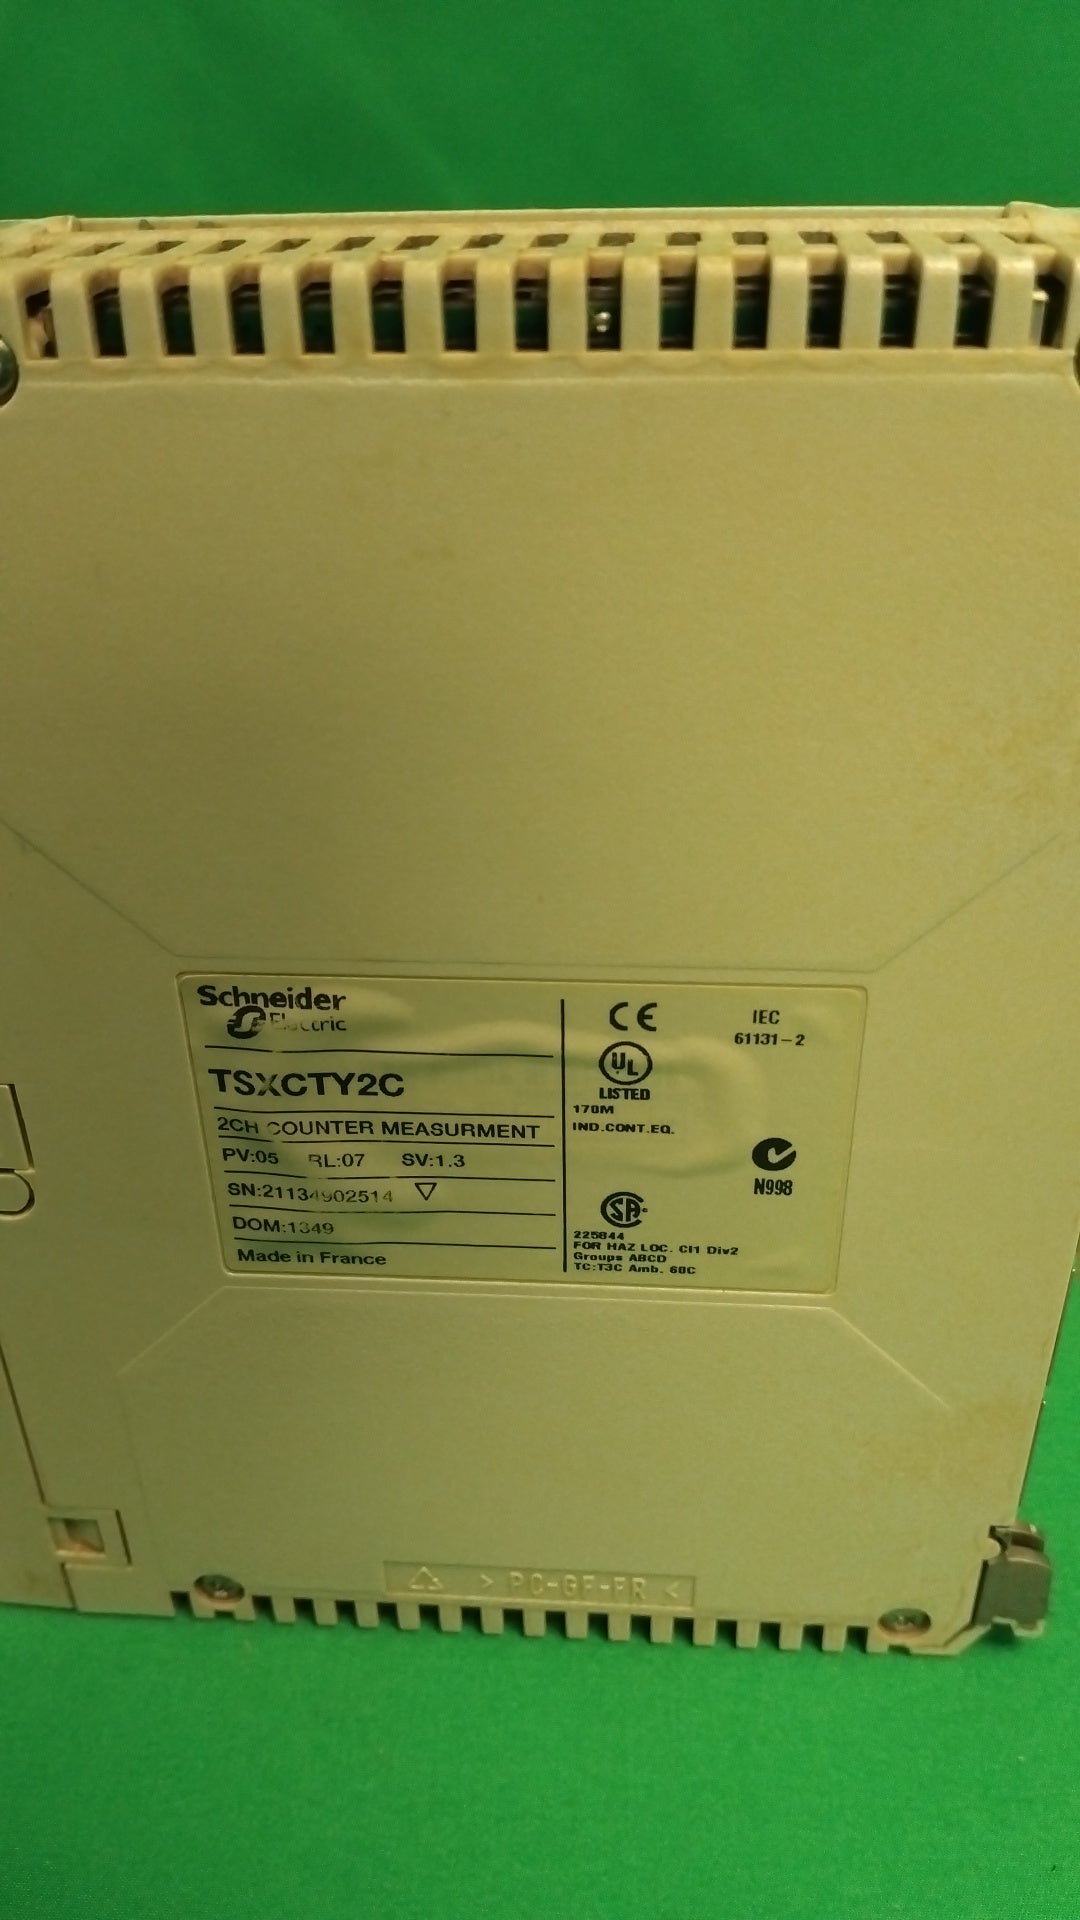 Schneider
Electric
TSXCTY2C
2CH COUNTER MEASURMENT
PV:05 RL:07 SV:1.3
SN:21134902514
DOM:1349
Made in France
CE
IEC
61131-2
UL
LISTED
170M
IND.CONT.EQ.
N998
SA
225844
FOR HAZ LOC. CI1 Div2
Groups ABCD
TC:T3C Amb. 60C
> PC-GF-FR <